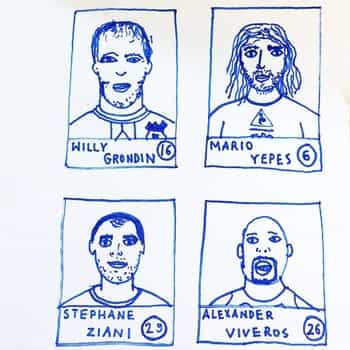 WILLY
GRONDIN 16
MARIO
YEPES 6
STEPHANE
ZIANI 29
ALEXANDER
VIVEROS 26